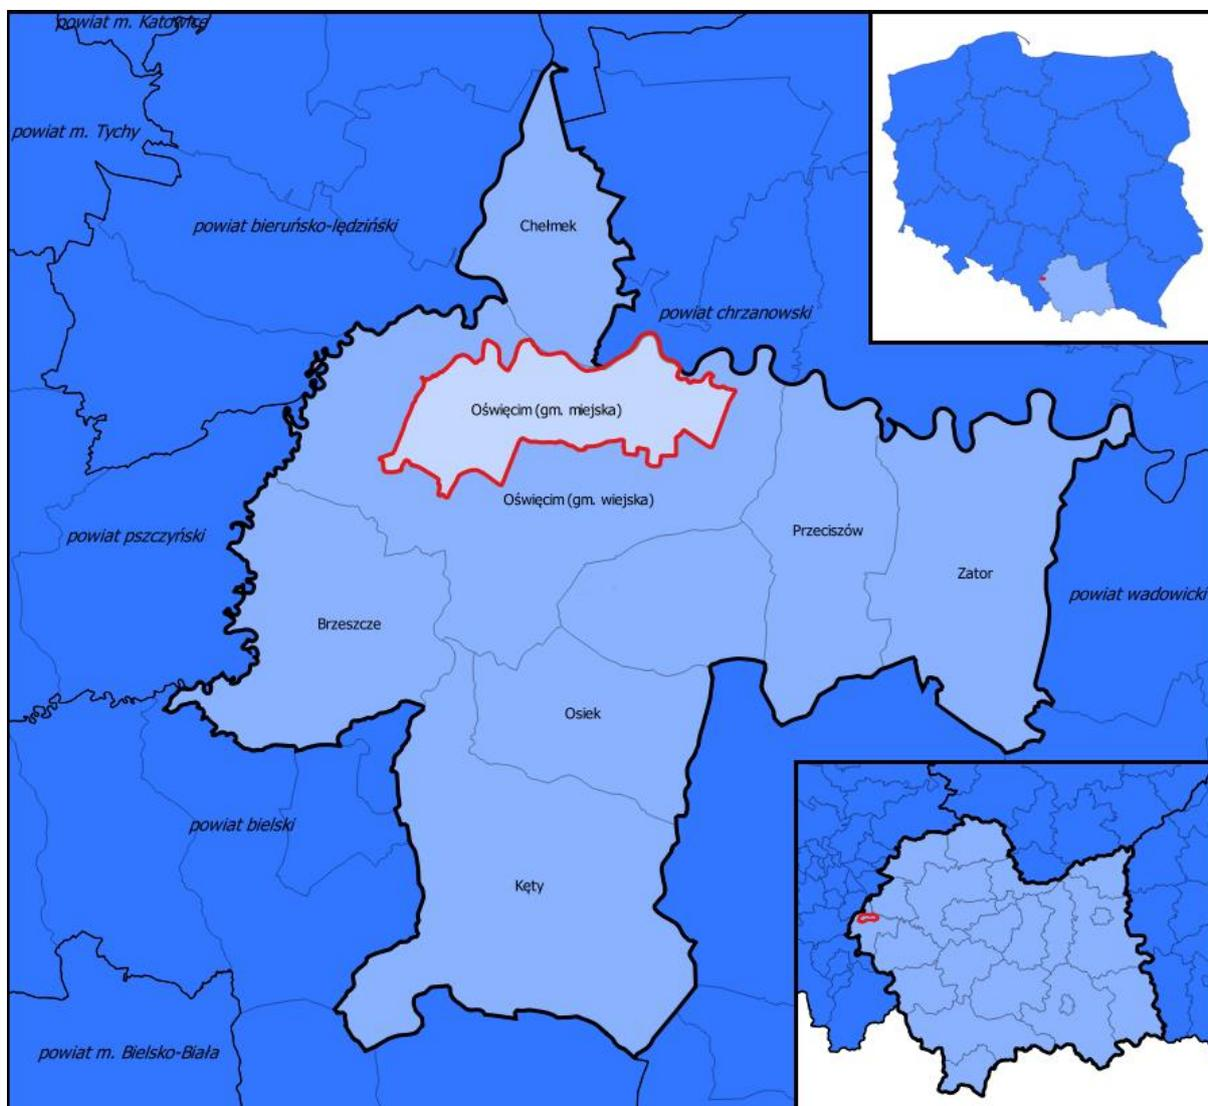 powiat m. Katowice
powiat m. Tychy
powiat bieruńsko-lędziński
Chełmek
powiat chrzanowski
Oświęcim (gm. miejska)
Oświęcim (gm. wiejska)
powiat pszczyński
Przeciszów
Zator
powiat wadowicki
Brzeszcze
Osiek
powiat bielski
Kęty
powiat m. Bielsko-Biała